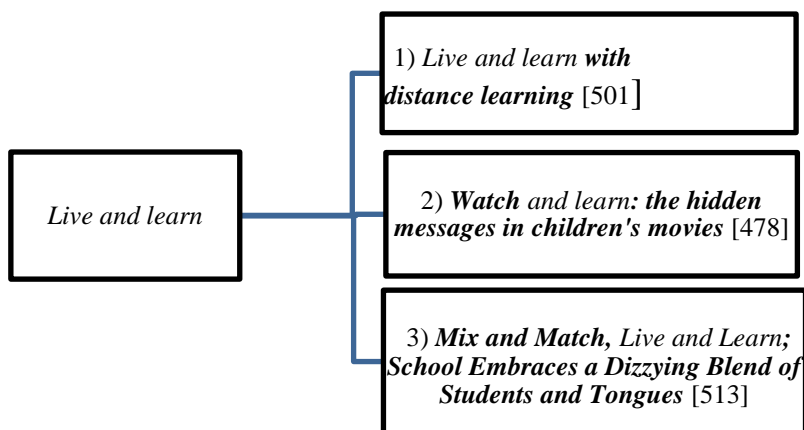 Live and learn
1) Live and learn with
distance learning [501]
2) Watch and learn: the hidden
messages in children's movies [478]
3) Mix and Match, Live and Learn;
School Embraces a Dizzying Blend of
Students and Tongues [513]